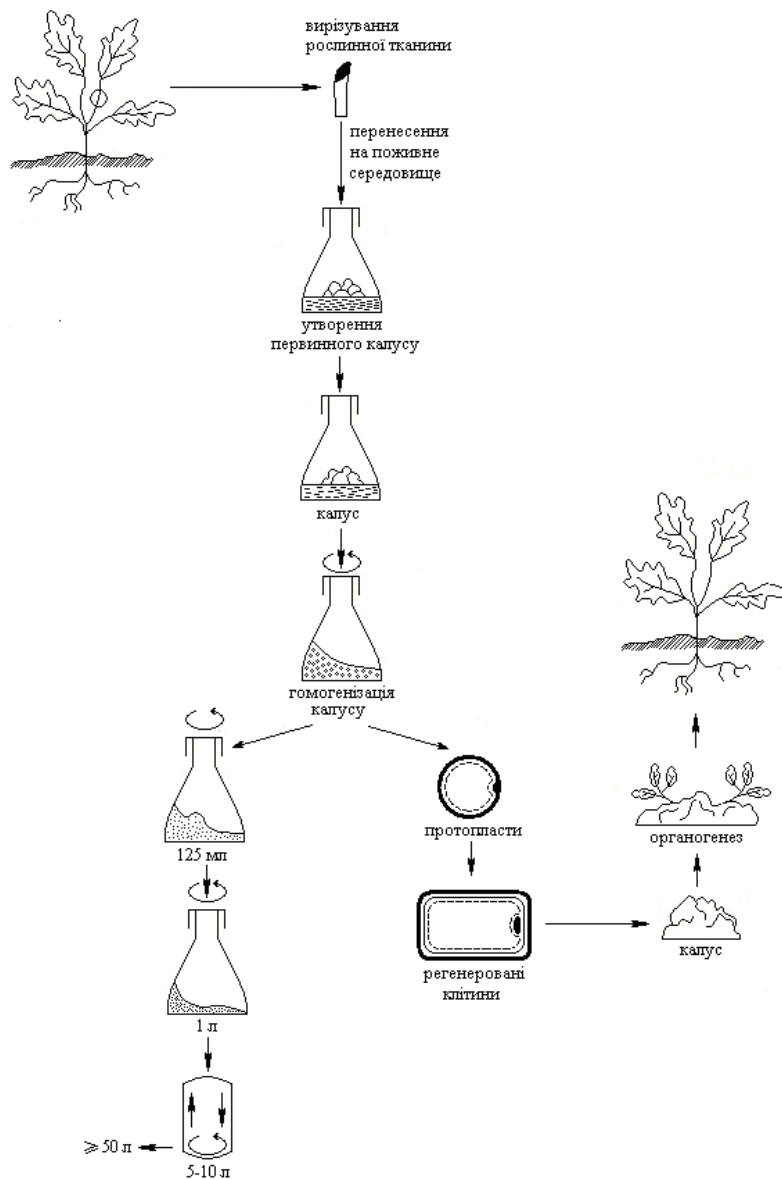 вирізування
рослинної тканини
перенесення
на поживне
середовище
утворення
первинного калусу
калус
гомогенізація
калусу
125 мл
1 л
5-10 л
⩾ 50 л
протопласти
регенеровані
клітини
калус
органогенез